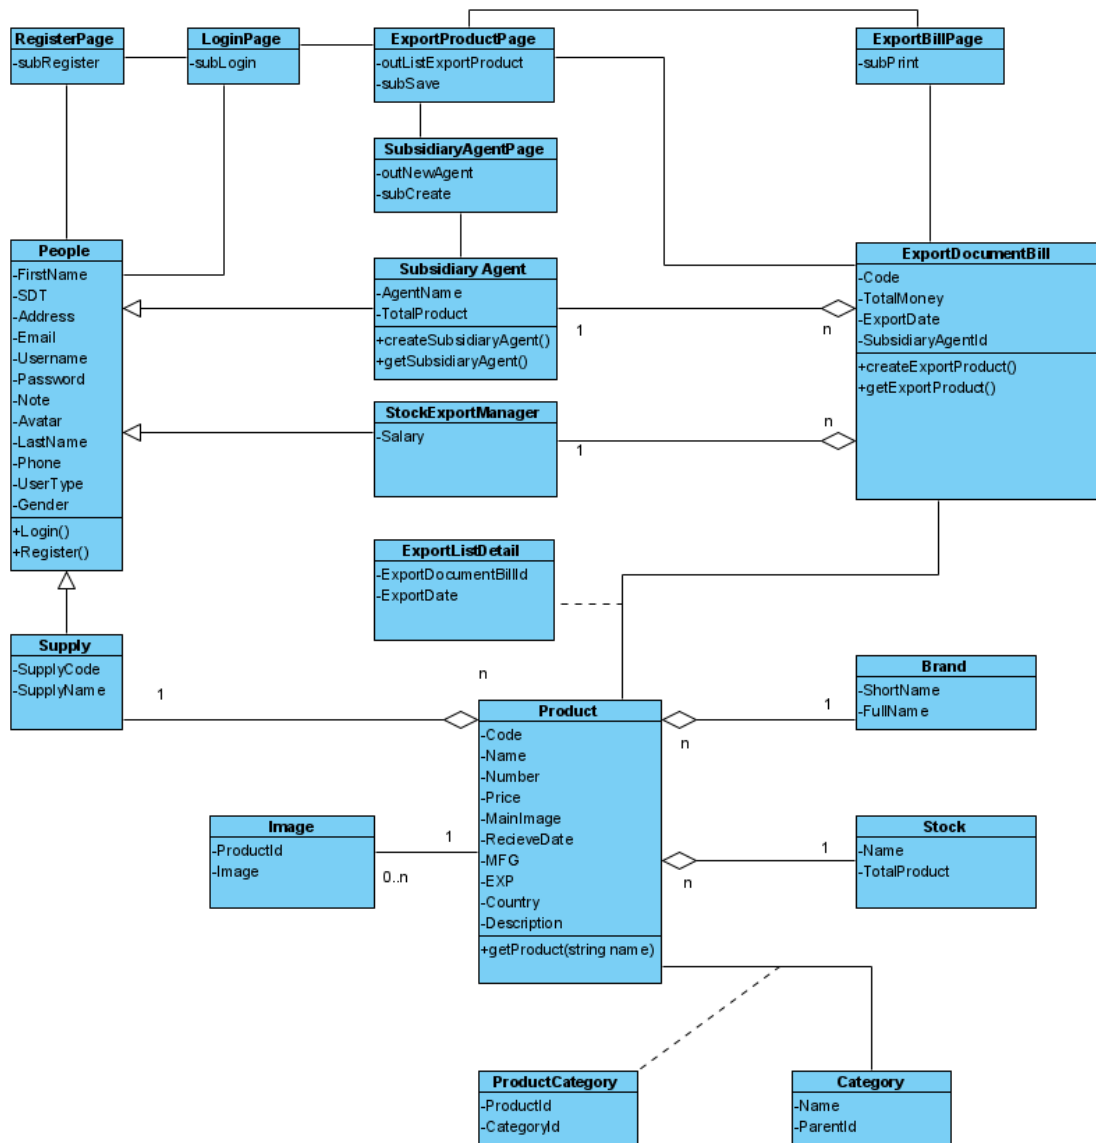 RegisterPage
-subRegister
LoginPage
-subLogin
ExportProductPage
-outListExportProduct
-subSave
ExportBillPage
-subPrint
SubsidiaryAgentPage
-outNewAgent
-subCreate
People
-FirstName
-SDT
-Address
-Email
-Username
-Password
-Note
-Avatar
-LastName
-Phone
-UserType
-Gender
+Login()
+Register()
Subsidiary Agent
-AgentName
-TotalProduct
+createSubsidiaryAgent()
+getSubsidiaryAgent()
1
n
ExportDocumentBill
-Code
-TotalMoney
-ExportDate
-SubsidiaryAgentId
+createExportProduct()
+getExportProduct()
StockExportManager
-Salary
1
n
ExportListDetail
-ExportDocumentBillId
-ExportDate
Supply
-SupplyCode
-SupplyName
1
n
Product
-Code
-Name
-Number
-Price
-MainImage
-RecieveDate
-MFG
-EXP
-Country
-Description
+getProduct(string name)
Brand
-ShortName
-FullName
1
n
Image
-ProductId
-Image
1
0..n
Stock
-Name
-TotalProduct
1
n
ProductCategory
-ProductId
-CategoryId
Category
-Name
-ParentId